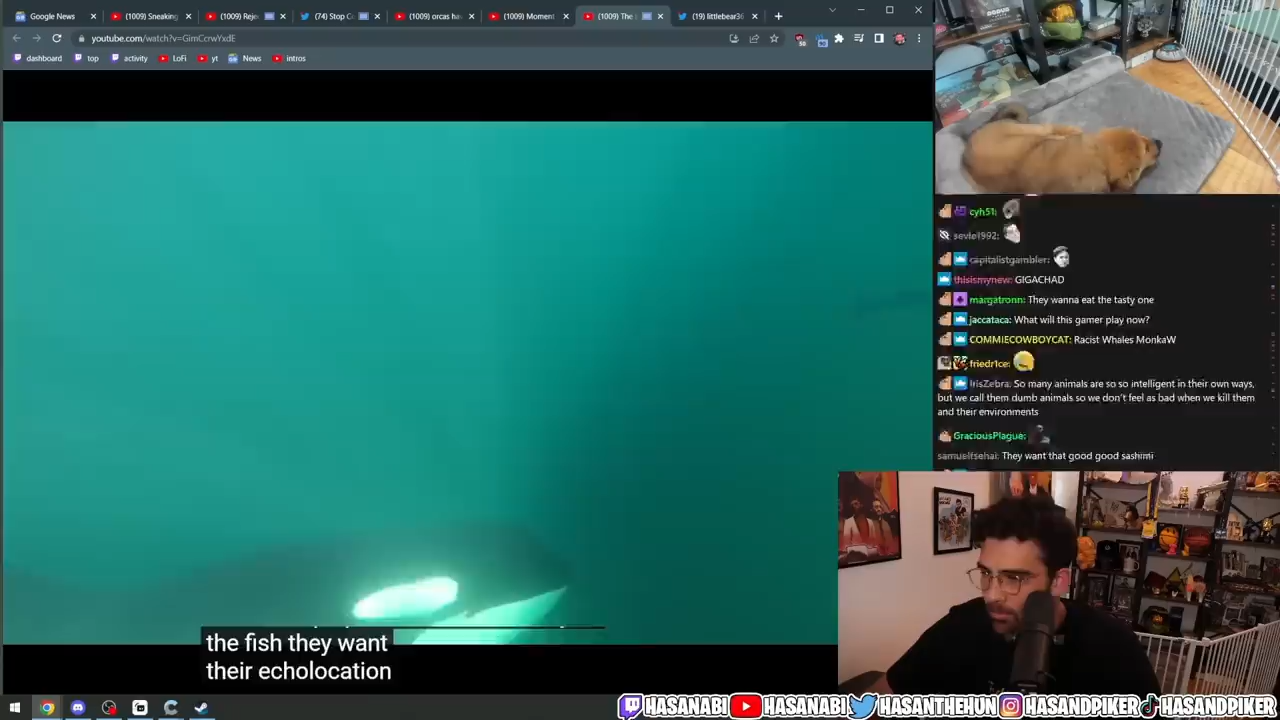 (1009) Sneaking
(1009) Reje
(74) Stop C
(1009) orcas ha
(1009) Moment
(1009) The
(19) littlebear36
Google News
youtube.com/watch?v=GimCcrwYxdE
dashboard
top
activity
LoFi
yt
News
intros
cyh51:
sevle1992:
capitalistgambler:
thisismynew: GIGACHAD
margatronn: They wanna eat the tasty one
jaccataca: What will this gamer play now?
COMMIECOWBOYCAT: Racist Whales MonkaW
friedr1ce:
IrisZebra: So many animals are so so intelligent in their own ways,
but we call them dumb animals so we don't feel as bad when we kill them
and their environments
GraciousPlague:
samuelfsehai: They want that good good sashimi
the fish they want
their echolocation
HASANABI
HASANABI
HASANTHEHUN
HASANDPIKER
HASANDPIKER